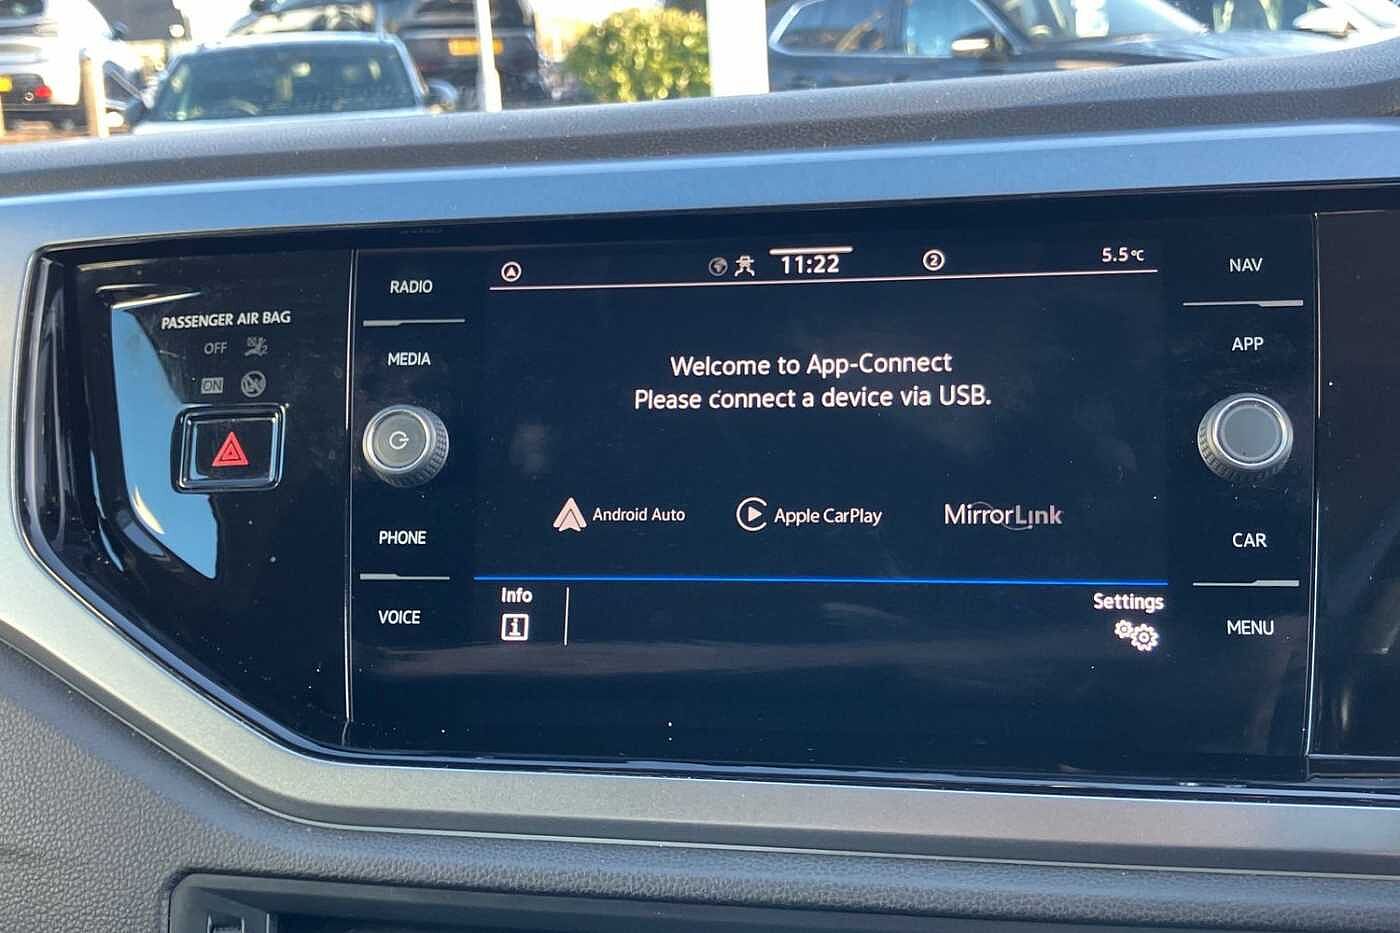 PASSENGER AIR BAG
OFF
ON
RADIO
MEDIA
PHONE
VOICE
11:22
2
5.5°C
Welcome to App-Connect
Please connect a device via USB.
Android Auto
Apple CarPlay
MirrorLink
Info
i
Settings
NAV
APP
CAR
MENU